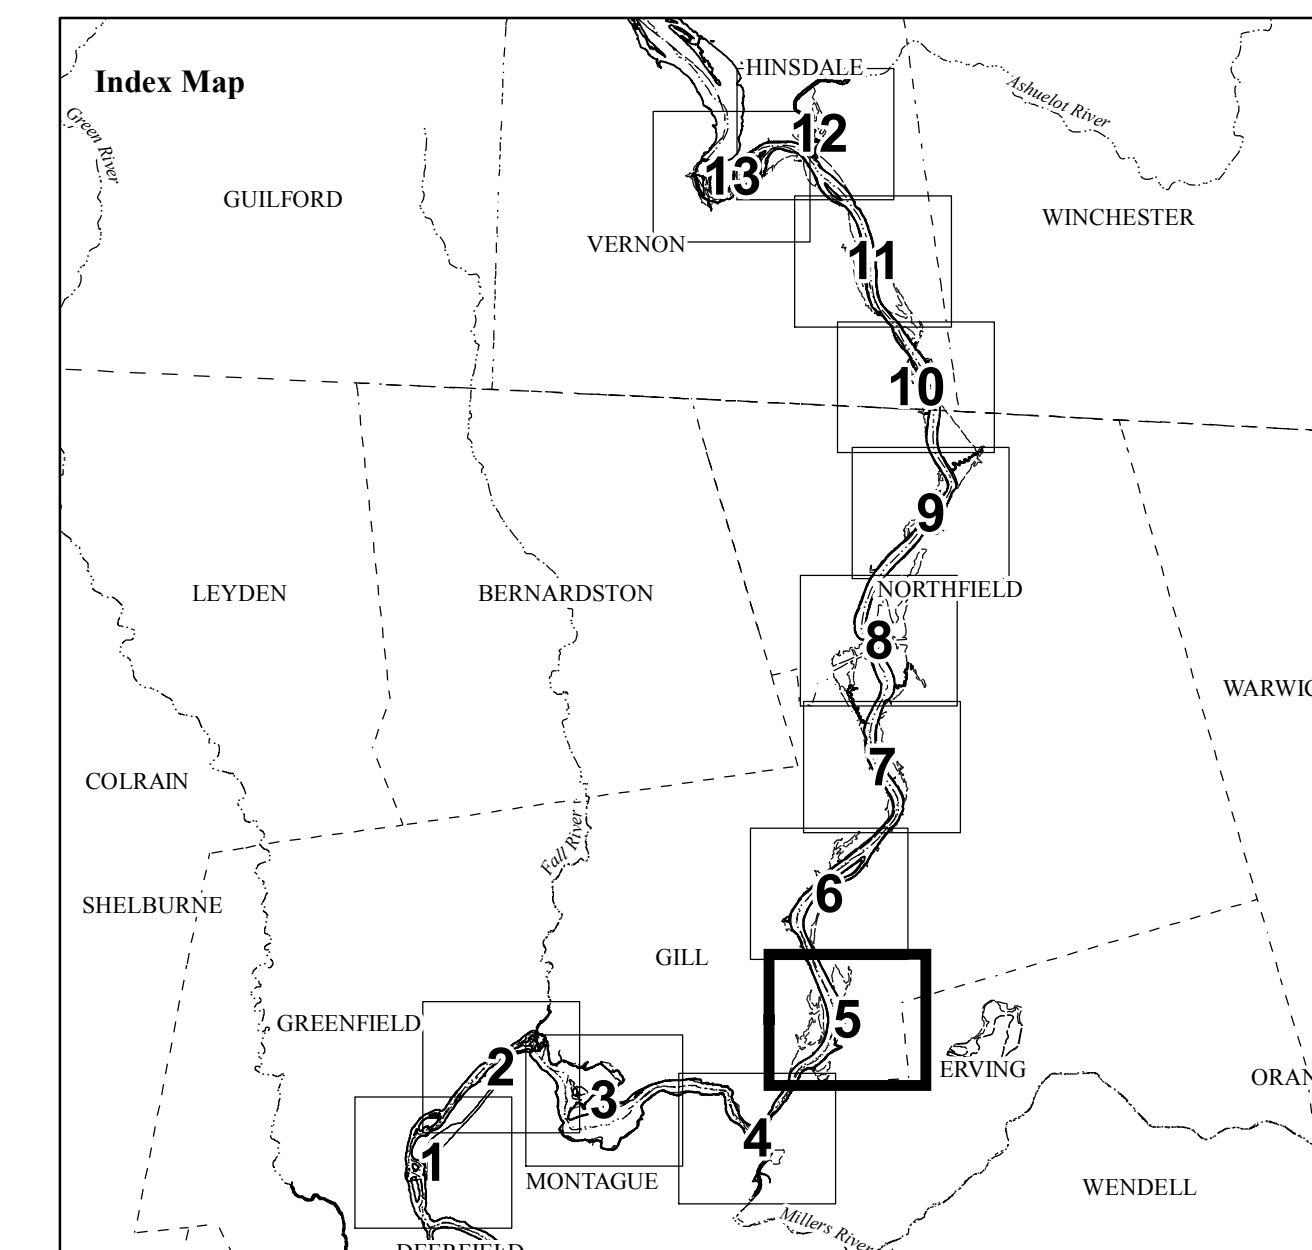 HINSDALE
Index Map
Ashuelot River
Green River
12
13
GUILFORD
WINCHESTER
VERNON
11
10
9
LEYDEN
BERNARDSTON
NORTHFIELD
8
WARWIC
7
COLRAIN
Fall River
6
SHELBURNE
GILL
5
GREENFIELD
2
ERVING
ORAN
3
4
1
MONTAGUE
WENDELL
Millers River
DEERFIELD